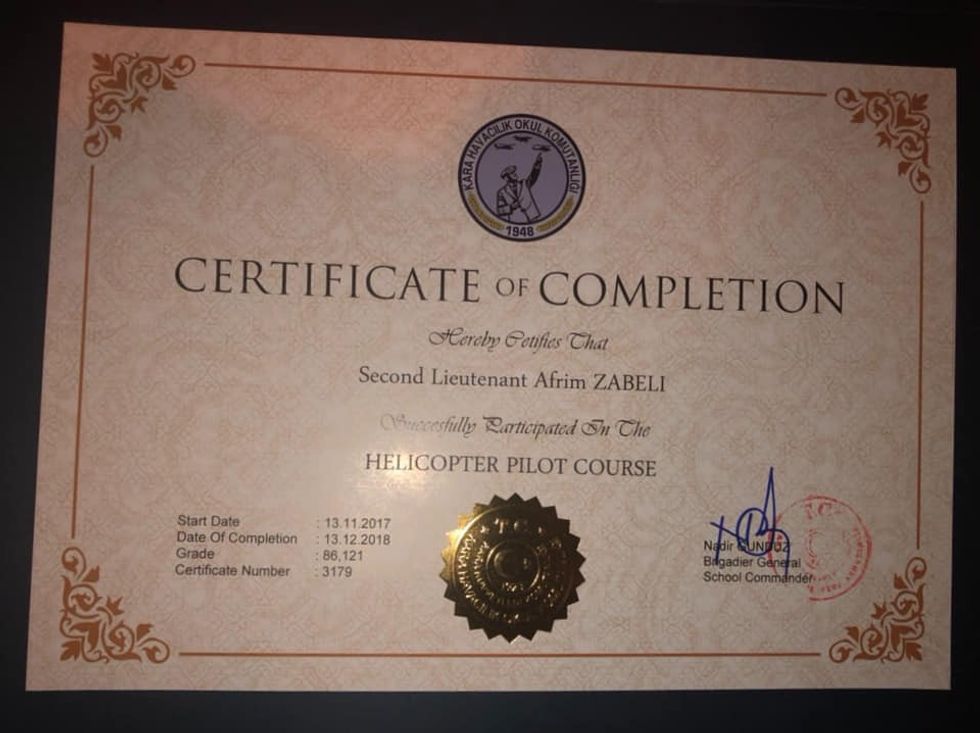 KARA HAVACILIK OKUL KOMUTANLIĞI
1948
CERTIFICATE OF COMPLETION
Hereby Cetifies That
Second Lieutenant Afrim ZABELI
Succesfully Participated In The
HELICOPTER PILOT COURSE
Start Date : 13.11.2017
Date Of Completion : 13.12.2018
Grade : 86,121
Certificate Number : 3179
T.C.
Nadir GUNDUZ
Brigadier General
School Commander
T.C.